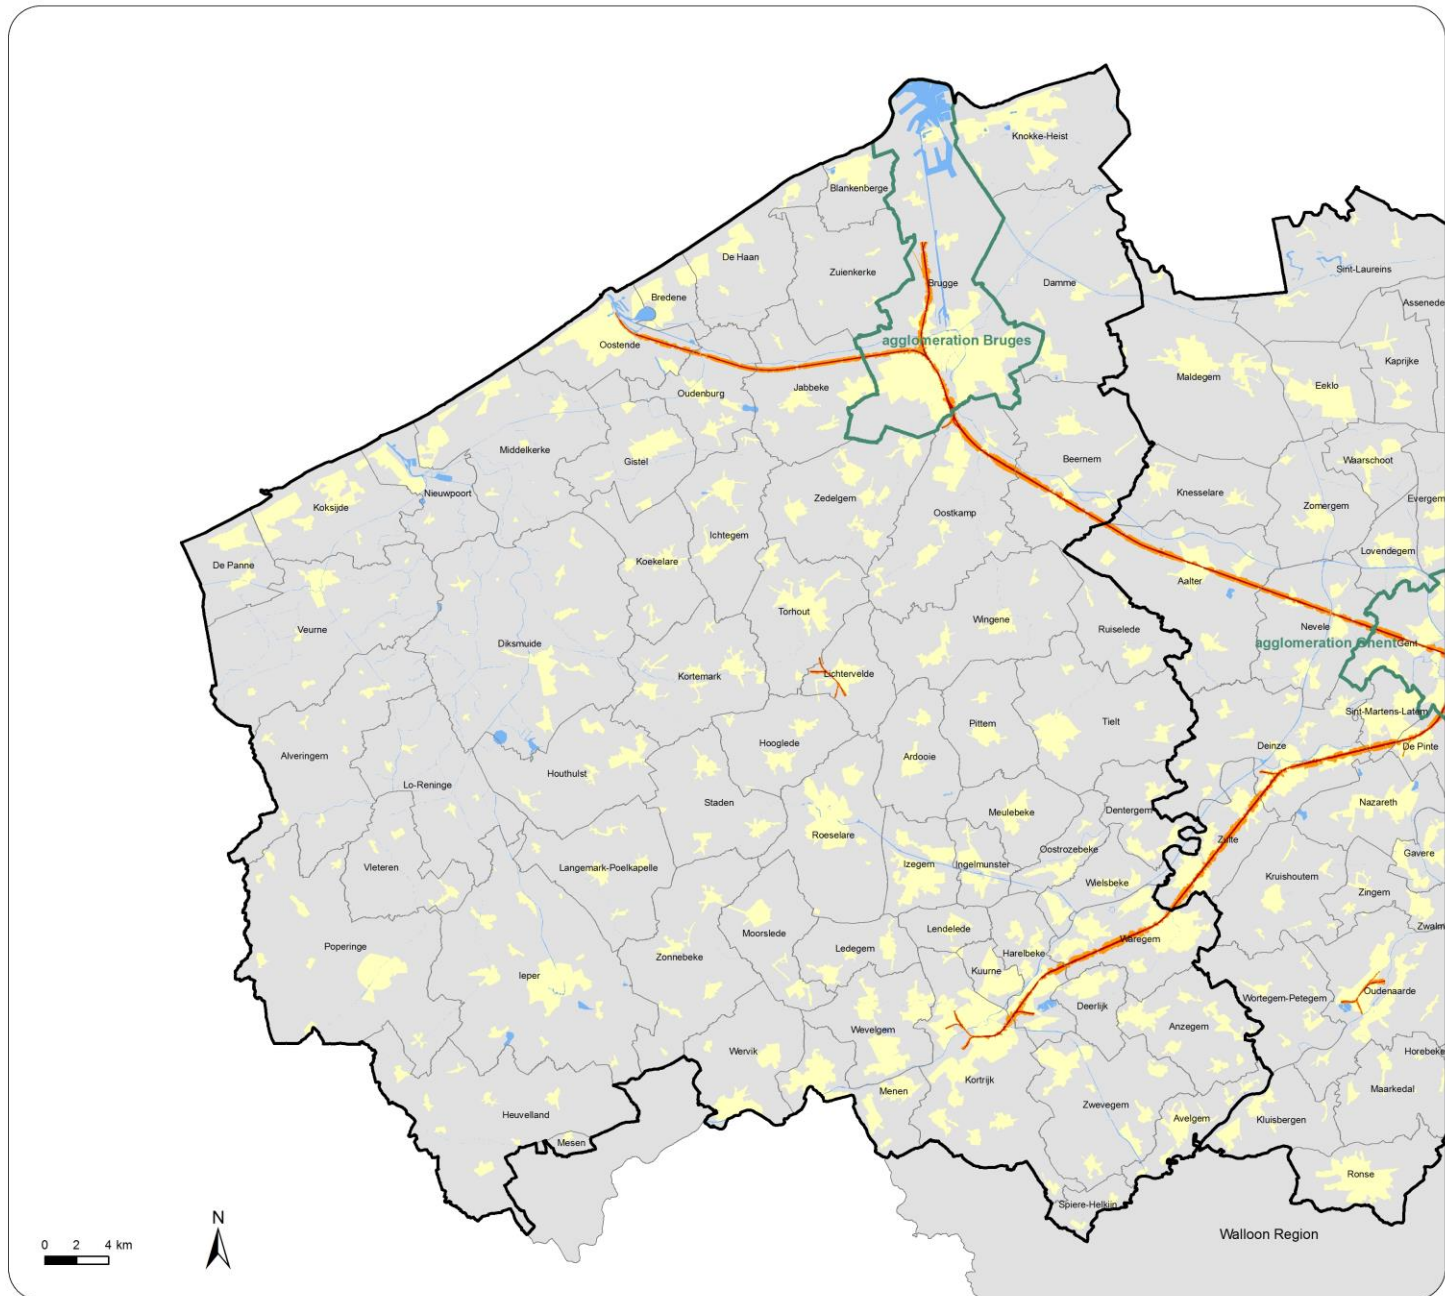 Knokke-Heist
Blankenberge
De Haan
Zuienkerke
Sint-Laureins
Brugge
Damme
Bredene
Assenede
agglomeration Bruges
Oostende
Kaprijke
Maldegem
Eeklo
Jabbeke
Oudenburg
Middelkerke
Gistel
Beernem
Waarschoot
Knesselare
Nieuwpoort
Zedelgem
Evergem
Koksijde
Zomergem
Oostkamp
Ichtegem
Lovendegem
De Panne
Koekelare
Aalter
Torhout
Wingene
Nevele
Veurne
Ruiselede
Diksmuide
agglomeration Ghent
Gent
Kortemark
Lichtervelde
Sint-Martens-Latem
Pittem
Tielt
Hooglede
Deinze
De Pinte
Alveringem
Ardooie
Houthulst
Lo-Reninge
Staden
Nazareth
Meulebeke
Dentergem
Roeselare
Zulte
Oostrozebeke
Gavere
Vleteren
Langemark-Poelkapelle
Izegem
Ingelmunster
Kruishoutem
Wielsbeke
Zingem
Zwalm
Lendelede
Moorslede
Waregem
Poperinge
Ledegem
Harelbeke
Zonnebeke
Kuurne
Ieper
Oudenaarde
Wortegem-Petegem
Deerlijk
Wevelgem
Anzegem
Wervik
Horebeke
Kortrijk
Menen
Maarkedal
Zwevegem
Heuvelland
Avelgem
Kluisbergen
Mesen
Ronse
Spiere-Helkijn
N
Walloon Region
0 2 4 km